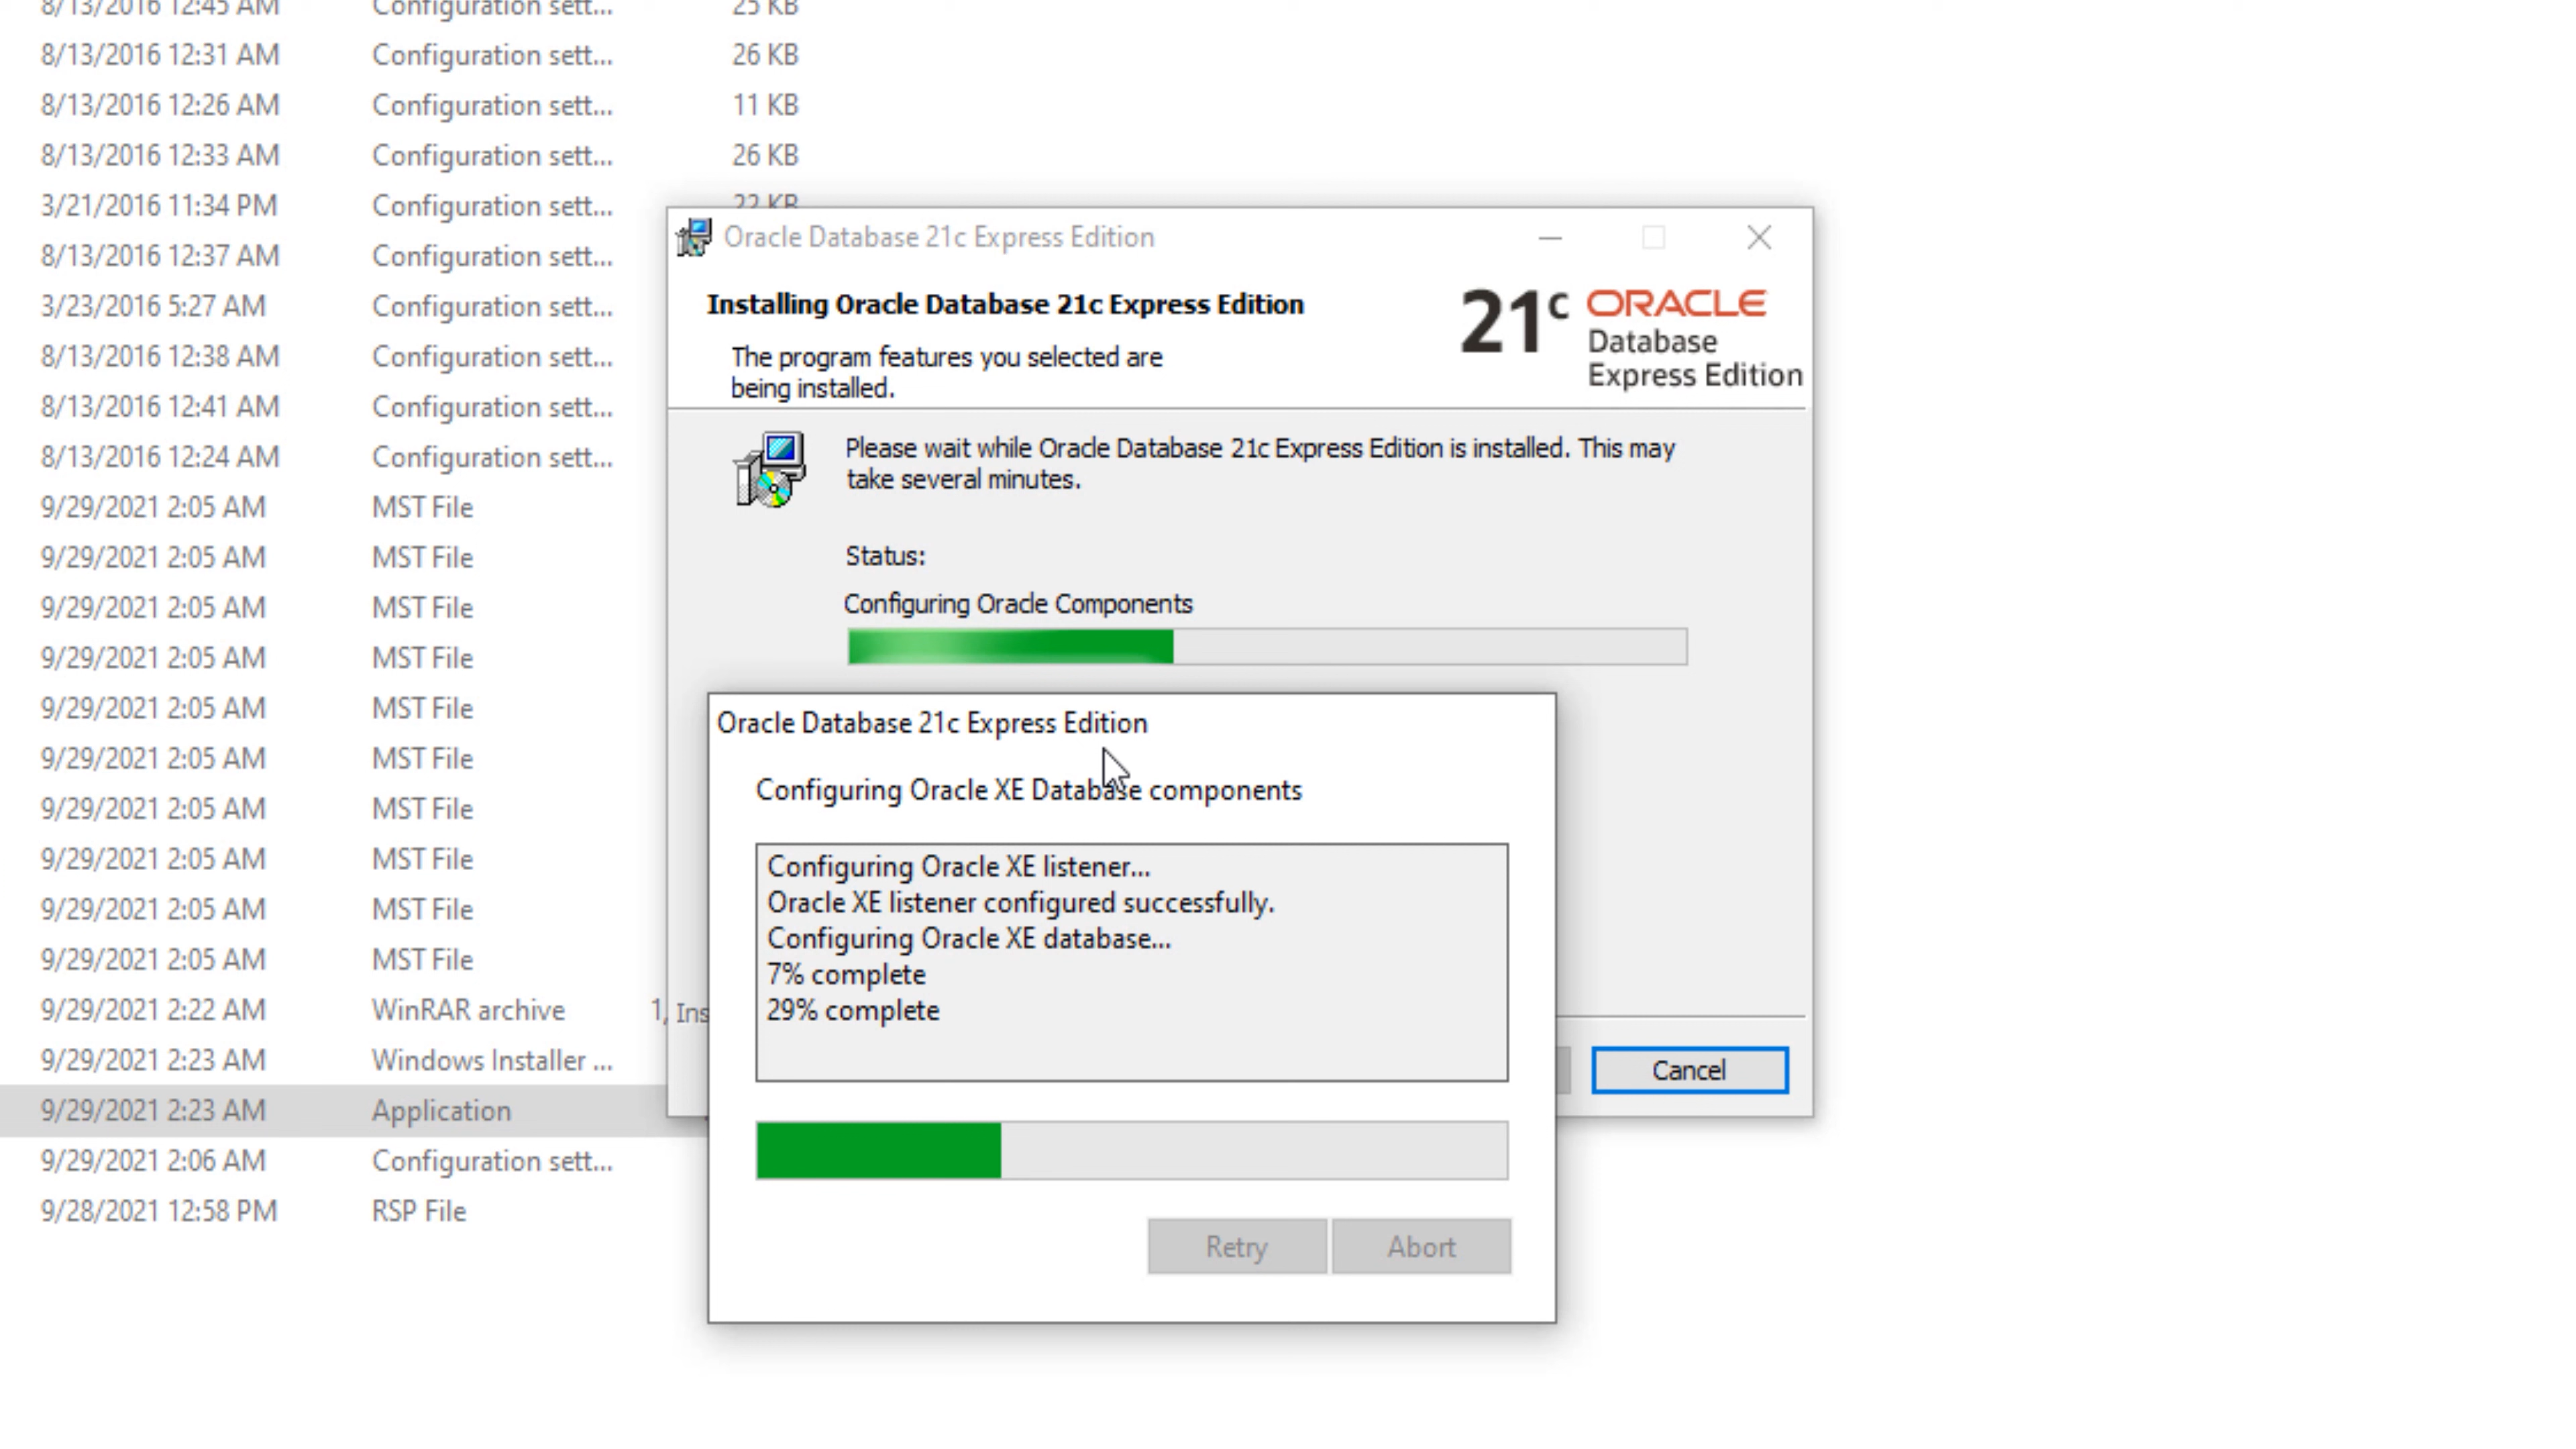 8/13/2016 12:45 AM Configuration sett... 25 KB
8/13/2016 12:31 AM Configuration sett... 26 KB
8/13/2016 12:26 AM Configuration sett... 11 KB
8/13/2016 12:33 AM Configuration sett... 26 KB
3/21/2016 11:34 PM Configuration sett... 22 KB
8/13/2016 12:37 AM Configuration sett...
3/23/2016 5:27 AM Configuration sett...
8/13/2016 12:38 AM Configuration sett...
8/13/2016 12:41 AM Configuration sett...
8/13/2016 12:24 AM Configuration sett...
9/29/2021 2:05 AM MST File
9/29/2021 2:05 AM MST File
9/29/2021 2:05 AM MST File
9/29/2021 2:05 AM MST File
9/29/2021 2:05 AM MST File
9/29/2021 2:05 AM MST File
9/29/2021 2:05 AM MST File
9/29/2021 2:05 AM MST File
9/29/2021 2:05 AM MST File
9/29/2021 2:05 AM MST File
9/29/2021 2:22 AM WinRAR archive 1,
9/29/2021 2:23 AM Windows Installer ...
9/29/2021 2:23 AM Application
9/29/2021 2:06 AM Configuration sett...
9/28/2021 12:58 PM RSP File
Oracle Database 21c Express Edition
Installing Oracle Database 21c Express Edition
The program features you selected are
being installed.
21c ORACLE
Database
Express Edition
Please wait while Oracle Database 21c Express Edition is installed. This may
take several minutes.
Status:
Configuring Oracle Components
Ins
Cancel
Oracle Database 21c Express Edition
Configuring Oracle XE Database components
Configuring Oracle XE listener...
Oracle XE listener configured successfully.
Configuring Oracle XE database...
7% complete
29% complete
Retry Abort